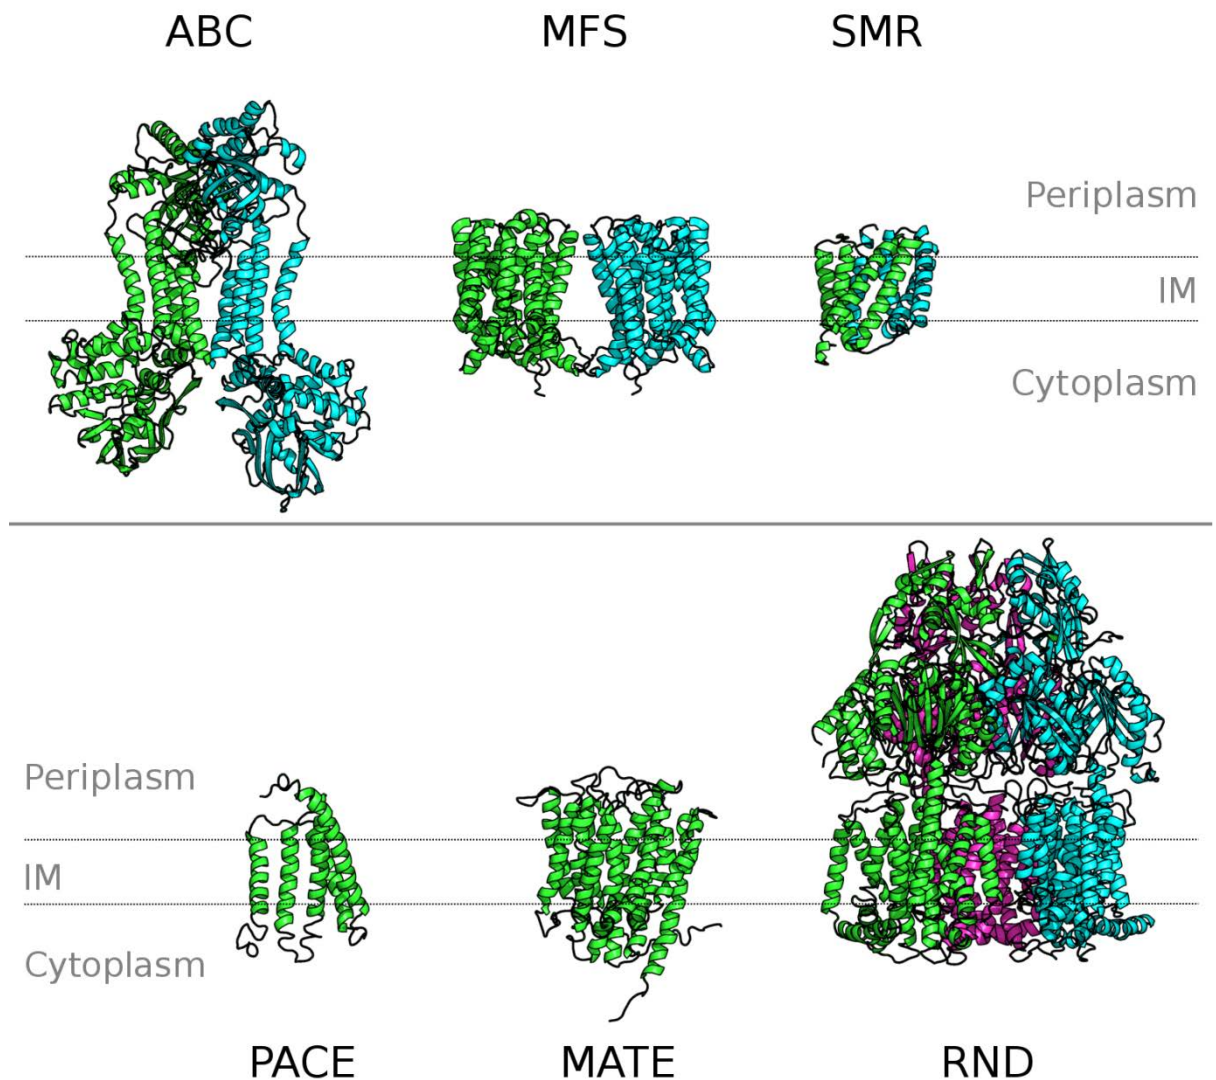 ABC MFS SMR
Periplasm
IM
Cytoplasm
Periplasm
IM
Cytoplasm
PACE MATE RND